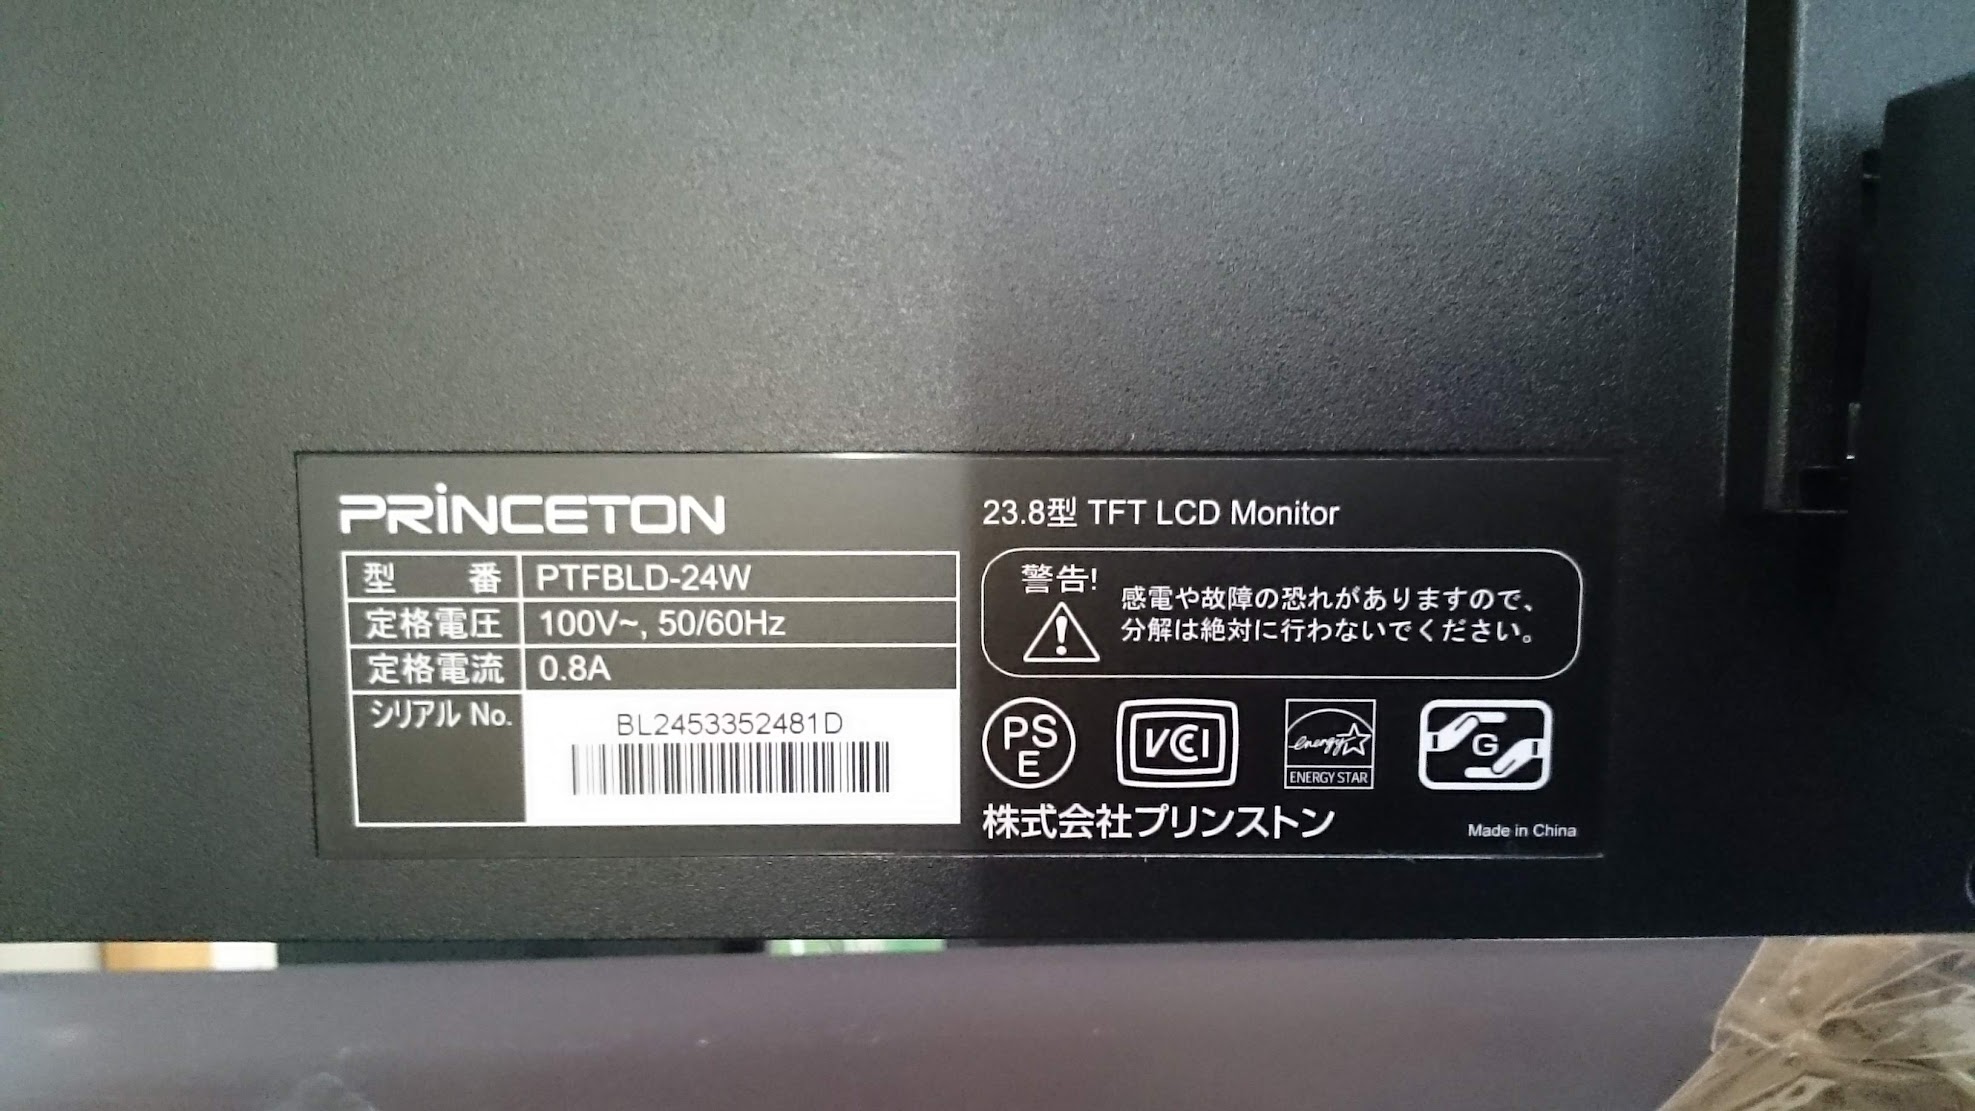 PRINCETON
型 番 PTFBLD-24W
定格電圧 100V~, 50/60Hz
定格電流 0.8A
シリアル No. BL2453352481D
23.8型 TFT LCD Monitor
警告!
感電や故障の恐れがありますので、
分解は絶対に行わないでください。
PS
E
VCCI
energy
ENERGY STAR
G
株式会社プリンストン
Made in China